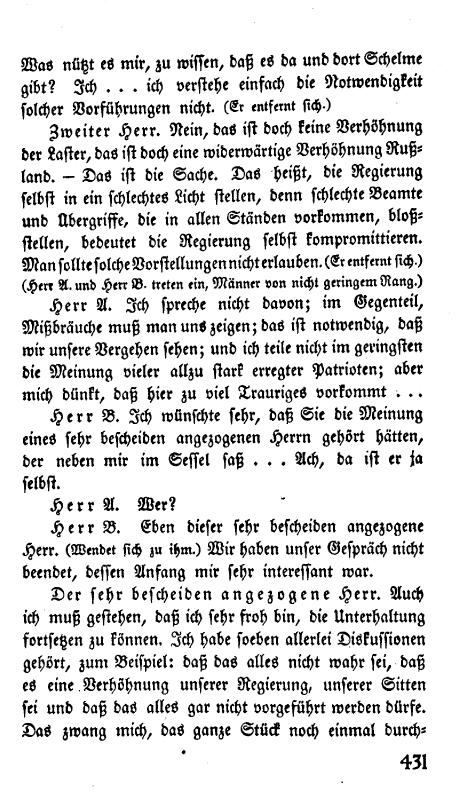 Was nützt es mir, zu wissen, daß es da und dort Schelme
gibt? Ich . . . ich verstehe einfach die Notwendigkeit
solcher Vorführungen nicht. (Er entfernt sich.)
Zweiter Herr. Nein, das ist doch keine Verhöhnung
der Laster, das ist doch eine widerwärtige Verhöhnung Ruß-
land. — Das ist die Sache. Das heißt, die Regierung
selbst in ein schlechtes Licht stellen, denn schlechte Beamte
und Übergriffe, die in allen Ständen vorkommen, bloß-
stellen, bedeutet die Regierung selbst kompromittieren.
Man sollte solche Vorstellungen nicht erlauben. (Er entfernt sich.)
(Herr A. und Herr B. treten ein, Männer von nicht geringem Rang.)
Herr A. Ich spreche nicht davon; im Gegenteil,
Mißbräuche muß man uns zeigen; das ist notwendig, daß
wir unsere Vergehen sehen; und ich teile nicht im geringsten
die Meinung vieler allzu stark erregter Patrioten; aber
mich dünkt, daß hier zu viel Trauriges vorkommt . . .
Herr B. Ich wünschte sehr, daß Sie die Meinung
eines sehr bescheiden angezogenen Herrn gehört hätten,
der neben mir im Sessel saß . . . Ach, da ist er ja
selbst.
Herr A. Wer?
Herr B. Eben dieser sehr bescheiden angezogene
Herr. (Wendet sich zu ihm.) Wir haben unser Gespräch nicht
beendet, dessen Anfang mir sehr interessant war.
Der sehr bescheiden angezogene Herr. Auch
ich muß gestehen, daß ich sehr froh bin, die Unterhaltung
fortsetzen zu können. Ich habe soeben allerlei Diskussionen
gehört, zum Beispiel: daß das alles nicht wahr sei, daß
es eine Verhöhnung unserer Regierung, unserer Sitten
sei und daß das alles gar nicht vorgeführt werden dürfe.
Das zwang mich, das ganze Stück noch einmal durch-
431